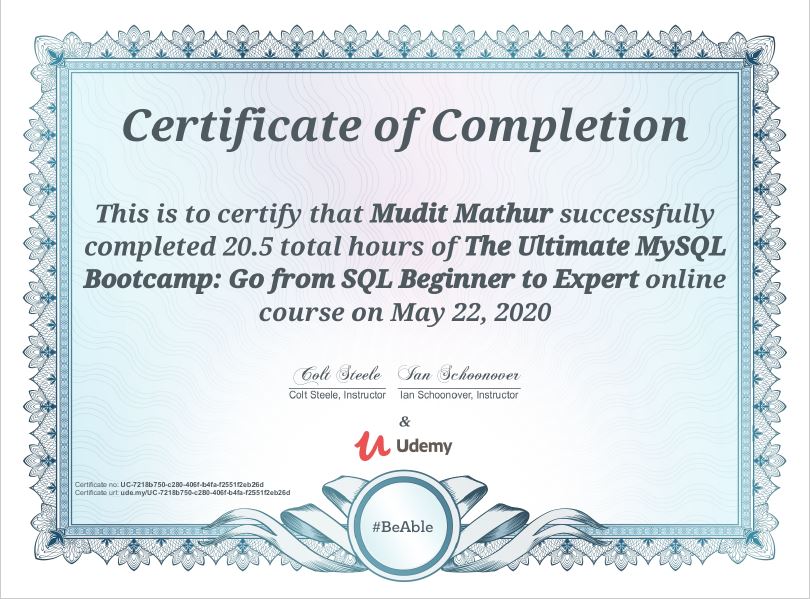 Certificate of Completion
This is to certify that Mudit Mathur successfully
completed 20.5 total hours of The Ultimate MySQL
Bootcamp: Go from SQL Beginner to Expert online
course on May 22, 2020
Colt Steele Ian Schoonover
Colt Steele, Instructor Ian Schoonover, Instructor
&
Udemy
Certificate no: UC-7218b750-c280-406f-b4fa-f2551f2eb26d
Certificate url: ude.my/UC-7218b750-c280-406f-b4fa-f2551f2eb26d
#BeAble